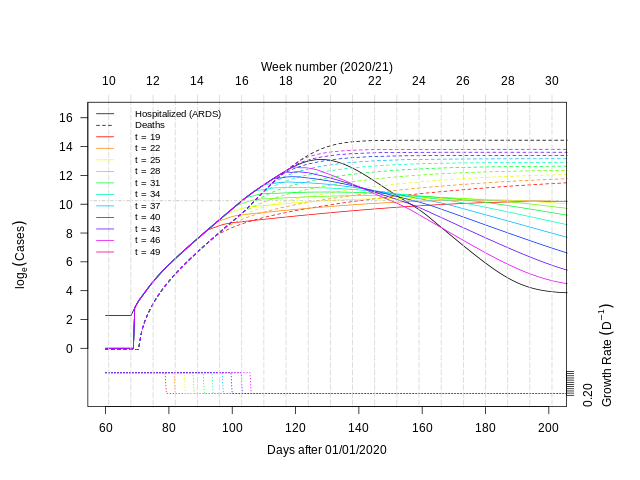 Week number (2020/21)
10 12 14 16 18 20 22 24 26 28 30
Hospitalized (ARDS)
Deaths
t = 19
t = 22
t = 25
t = 28
t = 31
t = 34
t = 37
t = 40
t = 43
t = 46
t = 49
16
14
12
10
8
6
4
2
0
logₑ(Cases)
0.20
Growth Rate (D⁻¹)
60 80 100 120 140 160 180 200
Days after 01/01/2020